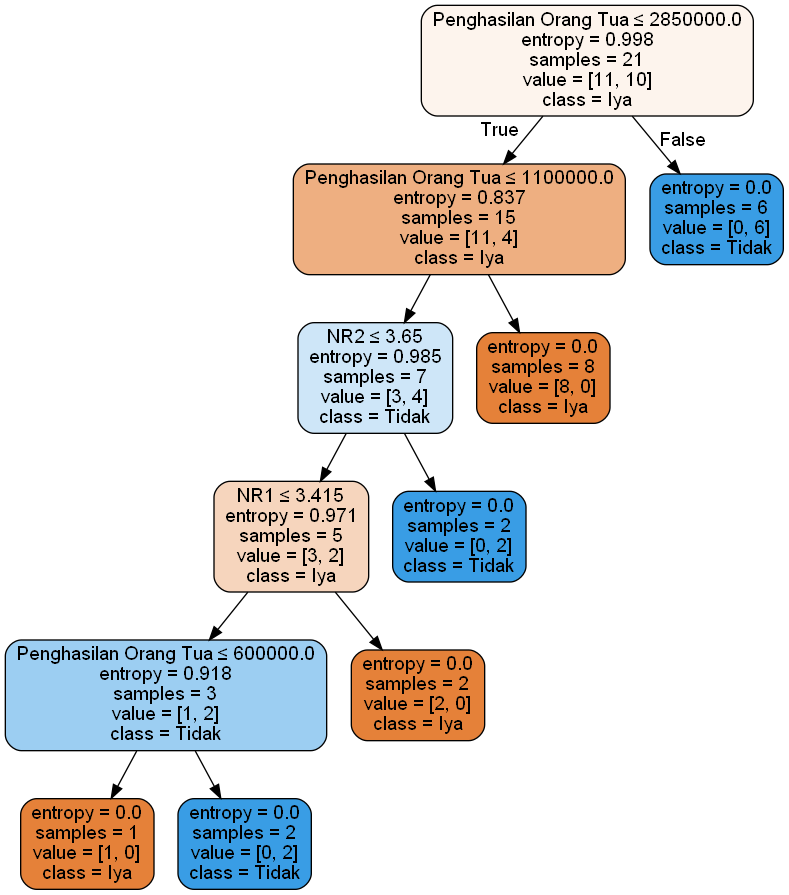 Penghasilan Orang Tua ≤ 2850000.0
entropy = 0.998
samples = 21
value = [11, 10]
class = Iya
True
False
Penghasilan Orang Tua ≤ 1100000.0
entropy = 0.837
samples = 15
value = [11, 4]
class = Iya
entropy = 0.0
samples = 6
value = [0, 6]
class = Tidak
NR2 ≤ 3.65
entropy = 0.985
samples = 7
value = [3, 4]
class = Tidak
entropy = 0.0
samples = 8
value = [8, 0]
class = Iya
NR1 ≤ 3.415
entropy = 0.971
samples = 5
value = [3, 2]
class = Iya
entropy = 0.0
samples = 2
value = [0, 2]
class = Tidak
Penghasilan Orang Tua ≤ 600000.0
entropy = 0.918
samples = 3
value = [1, 2]
class = Tidak
entropy = 0.0
samples = 2
value = [2, 0]
class = Iya
entropy = 0.0
samples = 1
value = [1, 0]
class = Iya
entropy = 0.0
samples = 2
value = [0, 2]
class = Tidak